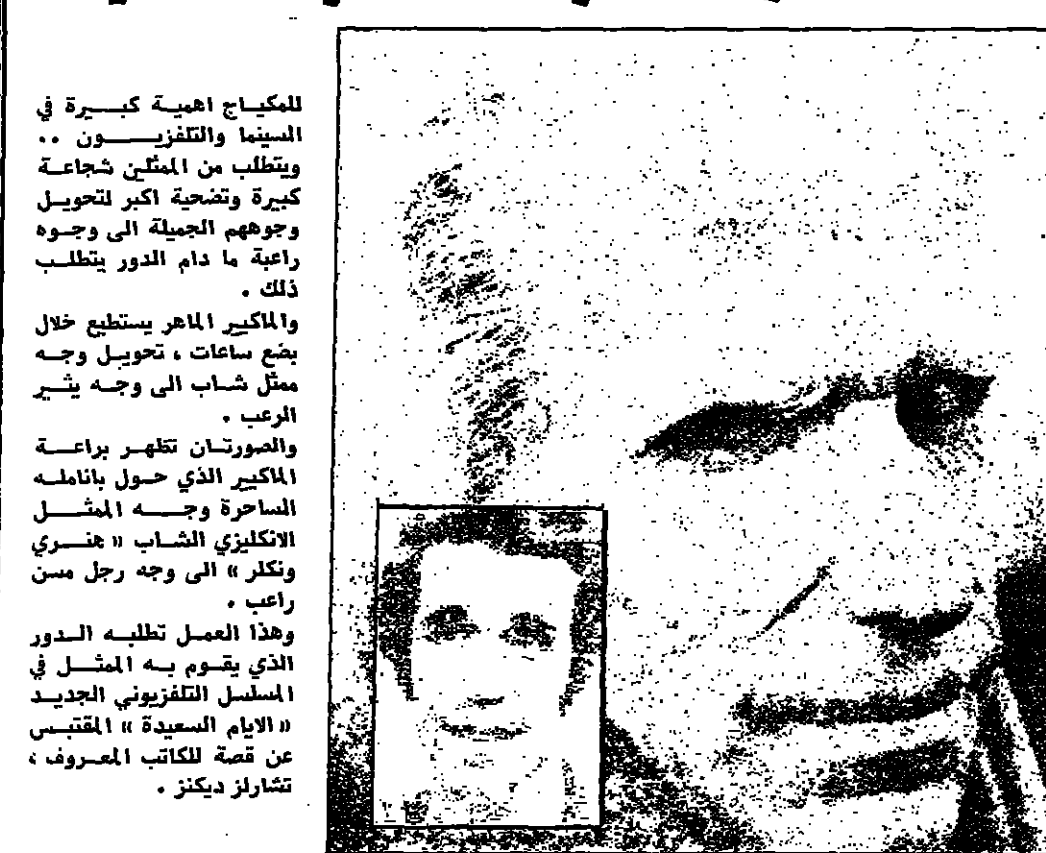 للمكياج اهمية كبيرة في
السينما والتلفزيون ..
ويتطلب من الممثلين شجاعة
كبيرة وتضحية اكبر لتحويل
وجوههم الجميلة الى وجوه
راعبة ما دام الدور يتطلب
ذلك .
والماكيير الماهر يستطيع خلال
بضع ساعات ، تحويل وجه
ممثل شاب الى وجه يثير
الرعب .
والصورتان تظهر براعة
الماكيير الذي حول بانامله
الساحرة وجه الممثل
الانكليزي الشاب « هنري
ونكلر » الى وجه رجل مسن
راعب .
وهذا العمل تطلبه الدور
الذي يقوم به الممثل في
المسلسل التلفزيوني الجديد
« الايام السعيدة » المقتبس
عن قصة للكاتب المعروف ،
تشارلز ديكنز .